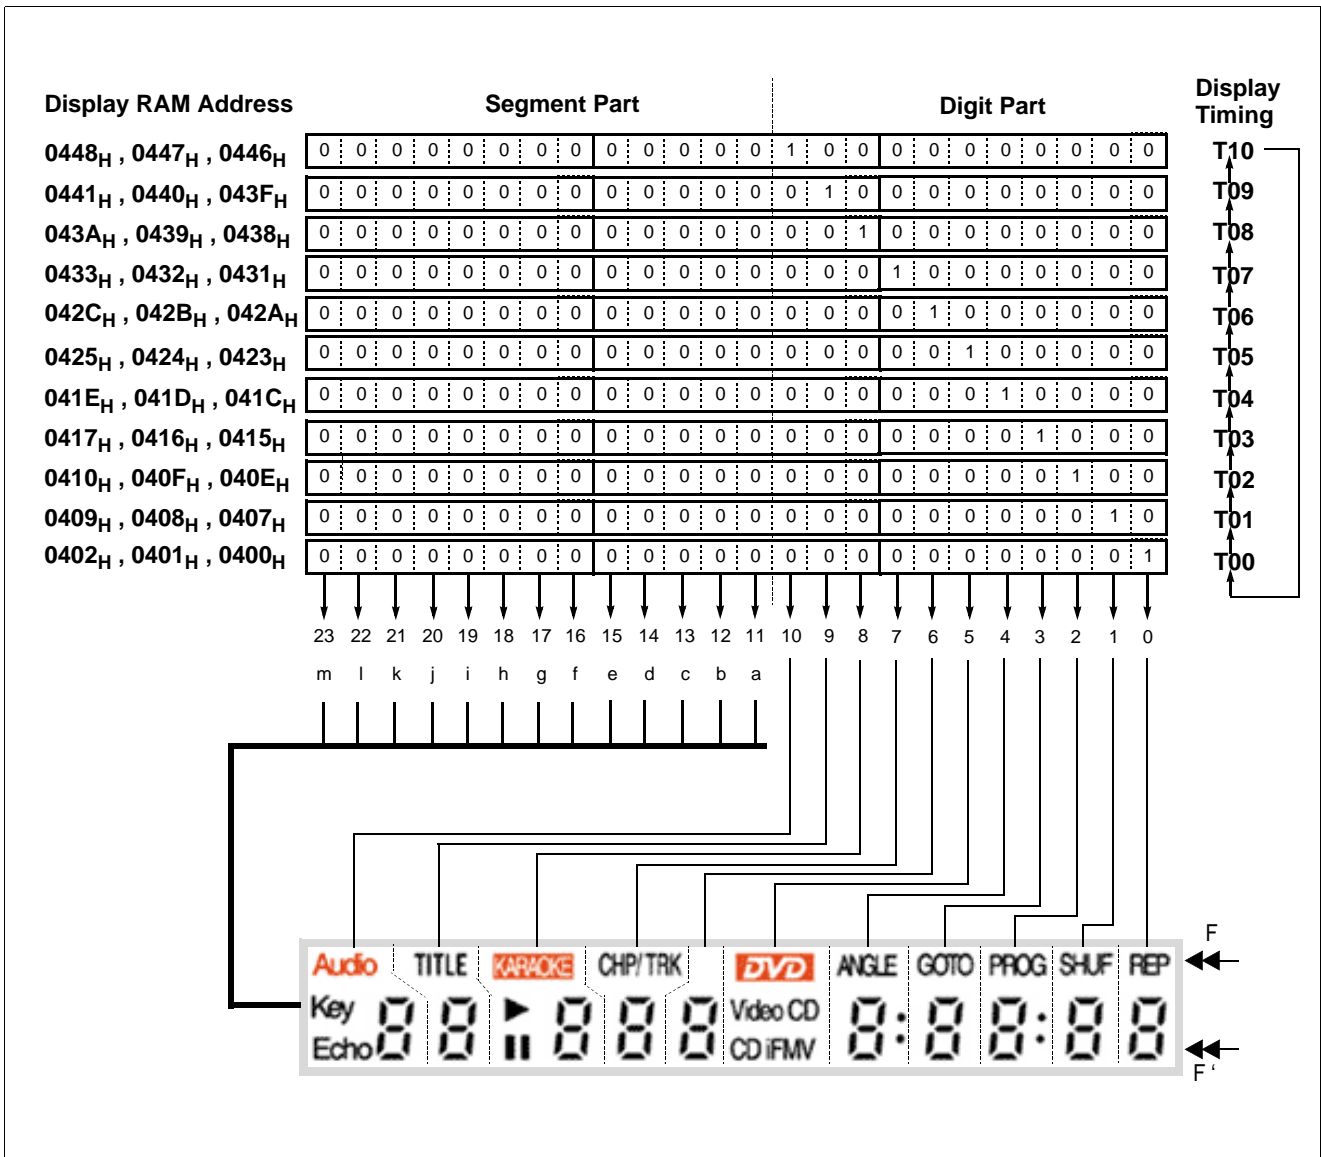 Display RAM Address Segment Part Digit Part Display Timing
0448H , 0447H , 0446H 0 0 0 0 0 0 0 0 0 0 0 0 0 1 0 0 0 0 0 0 0 0 0 0 T10
0441H , 0440H , 043FH 0 0 0 0 0 0 0 0 0 0 0 0 0 0 1 0 0 0 0 0 0 0 0 0 T09
043AH , 0439H , 0438H 0 0 0 0 0 0 0 0 0 0 0 0 0 0 0 1 0 0 0 0 0 0 0 0 T08
0433H , 0432H , 0431H 0 0 0 0 0 0 0 0 0 0 0 0 0 0 0 0 1 0 0 0 0 0 0 0 T07
042CH , 042BH , 042AH 0 0 0 0 0 0 0 0 0 0 0 0 0 0 0 0 0 1 0 0 0 0 0 0 T06
0425H , 0424H , 0423H 0 0 0 0 0 0 0 0 0 0 0 0 0 0 0 0 0 0 1 0 0 0 0 0 T05
041EH , 041DH , 041CH 0 0 0 0 0 0 0 0 0 0 0 0 0 0 0 0 0 0 0 1 0 0 0 0 T04
0417H , 0416H , 0415H 0 0 0 0 0 0 0 0 0 0 0 0 0 0 0 0 0 0 0 0 1 0 0 0 T03
0410H , 040FH , 040EH 0 0 0 0 0 0 0 0 0 0 0 0 0 0 0 0 0 0 0 0 0 1 0 0 T02
0409H , 0408H , 0407H 0 0 0 0 0 0 0 0 0 0 0 0 0 0 0 0 0 0 0 0 0 0 1 0 T01
0402H , 0401H , 0400H 0 0 0 0 0 0 0 0 0 0 0 0 0 0 0 0 0 0 0 0 0 0 0 1 T00
23 22 21 20 19 18 17 16 15 14 13 12 11 10 9 8 7 6 5 4 3 2 1 0
m l k j i h g f e d c b a
F
Audio TITLE KARAOKE CHP/TRK DVD ANGLE GOTO PROG SHUF REP
Key 8 8 8 8 8 Video CD 8:8 8:8 8
Echo CD iFMV
F ‘